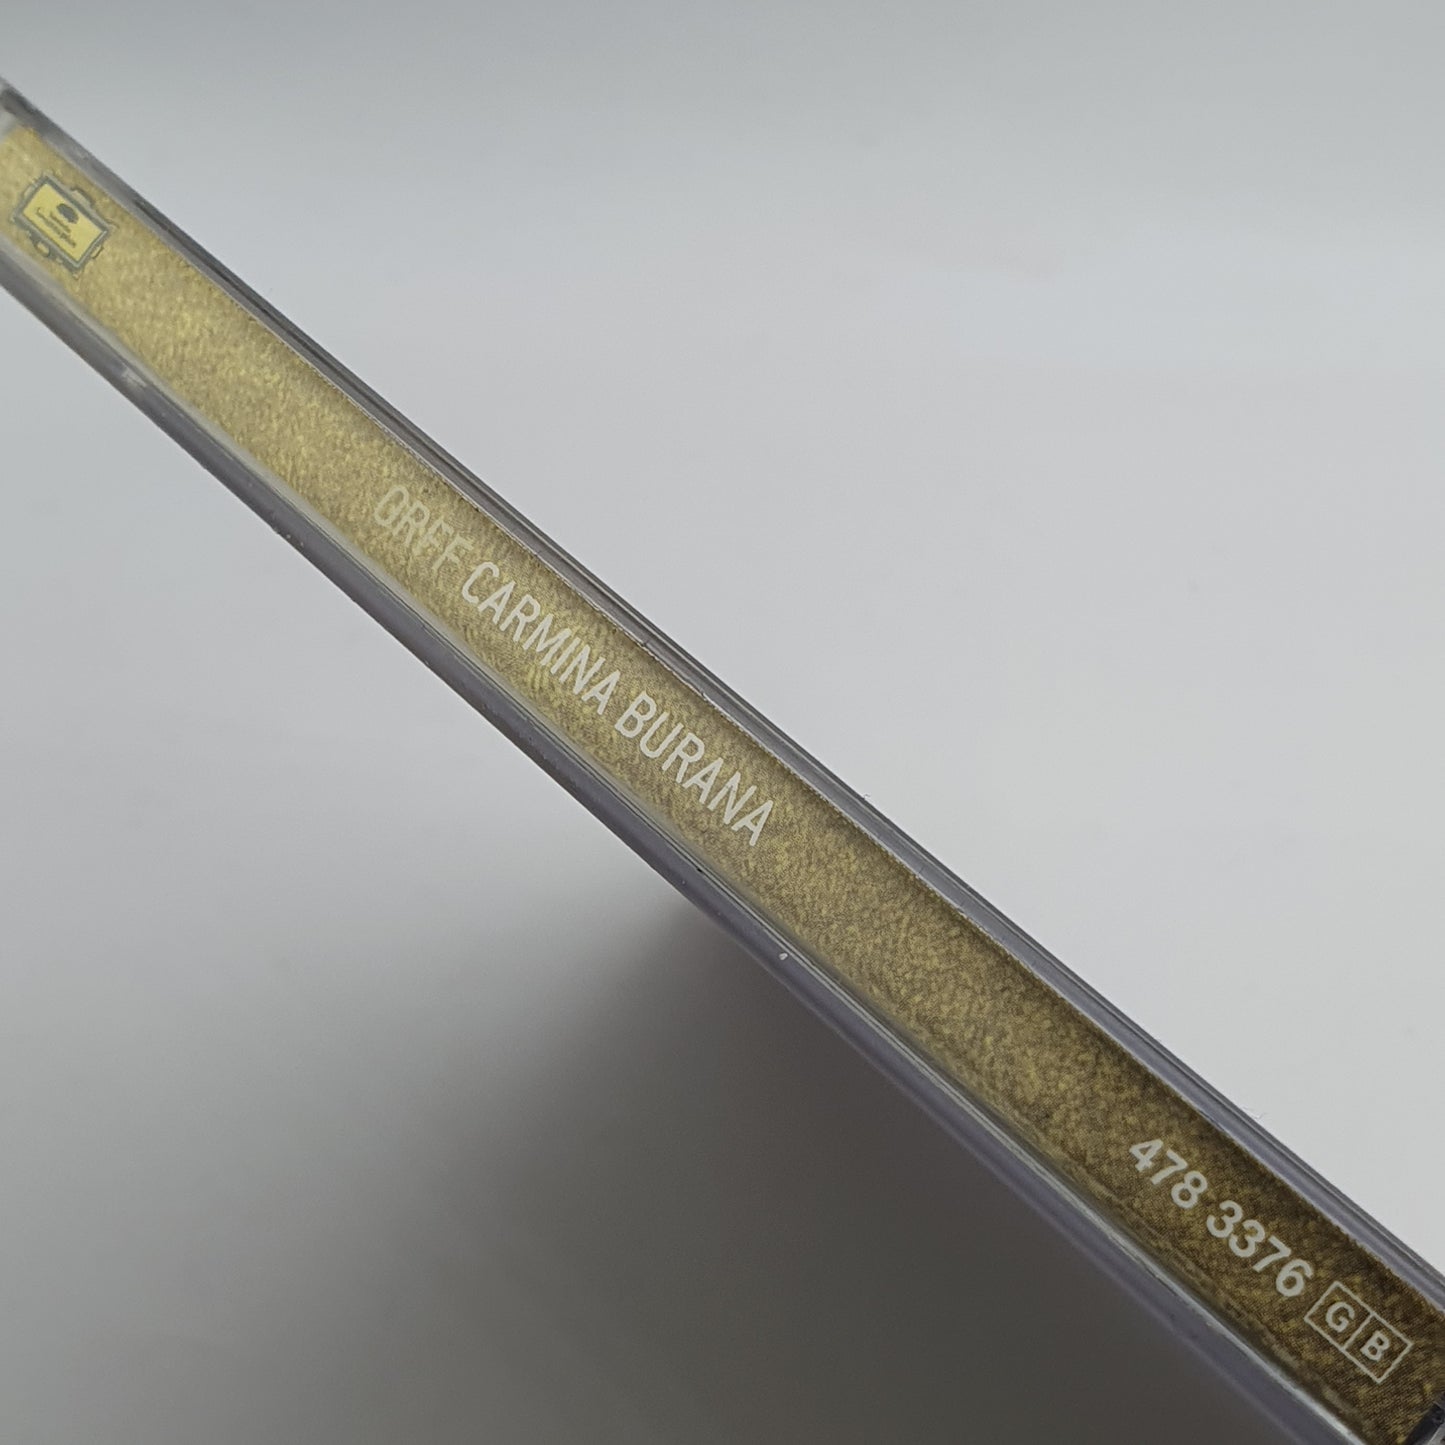 ORFF CARMINA BURANA
478 3376 GB